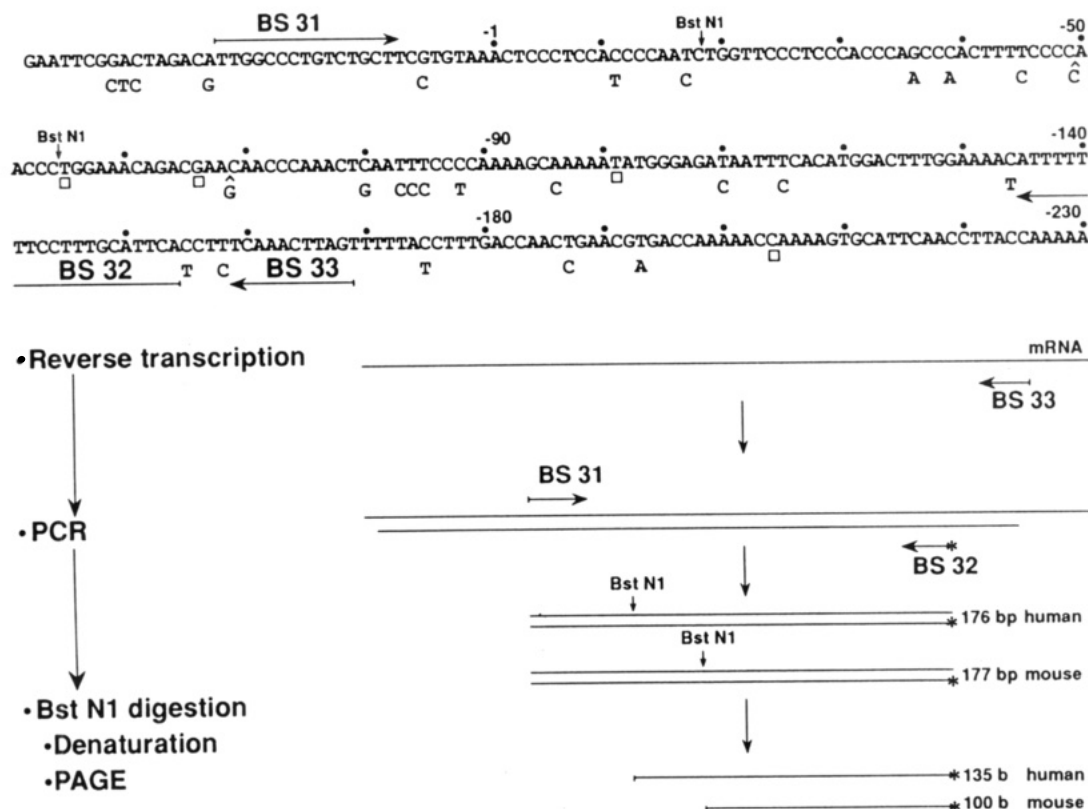 BS 31 -1 Bst N1 -50
GAATTCGGACTAGACATTGGCCCTGTCTGCTTCGTGTAAACTCCCTCCACCCCAATCTGGTTCCCTCCCACCCAGCCCACTTTTCCCCA
CTC G C T C A A C Ĉ
Bst N1 -90 -140
ACCCTGGAAACAGACGAACAACCCAAACTCAATTTCCCCAAAAGCAAAAATATGGGAGATAATTTCACATGGACTTTGGAAAACATTTTT
□ □ Ĝ G CCC T C □ C C T
-180 -230
TTCCTTTGCATTCACCTTTCAAACTTAGTTTTTACCTTTGACCAACTGAACGTGACCAAAAACCAAAAGTGCATTCAACCTTACCAAAAA
BS 32 T C BS 33 T C A □
•Reverse transcription
mRNA
BS 33
BS 31
•PCR
BS 32
Bst N1
*176 bp human
Bst N1
*177 bp mouse
•Bst N1 digestion
•Denaturation
•PAGE
*135 b human
*100 b mouse